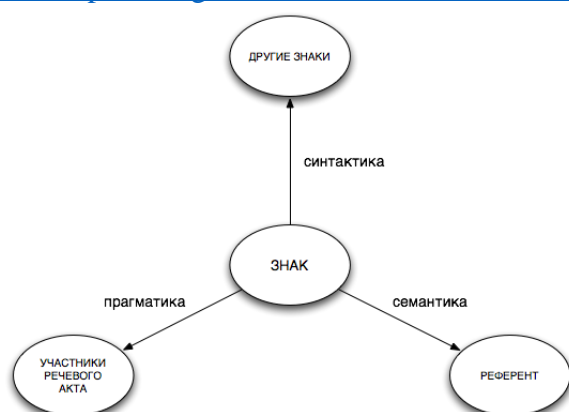 ДРУГИЕ ЗНАКИ
синтактика
ЗНАК
прагматика
семантика
УЧАСТНИКИ
РЕЧЕВОГО
АКТА
РЕФЕРЕНТ